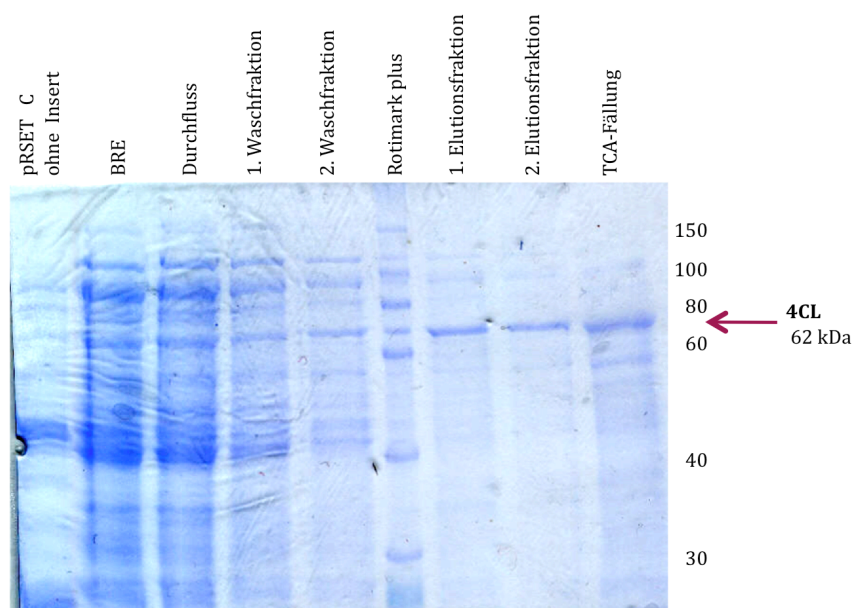 pRSET C
ohne Insert
BRE
Durchfluss
1. Waschfraktion
2. Waschfraktion
Rotimark plus
1. Elutionsfraktion
2. Elutionsfraktion
TCA-Fällung
150
100
80
60
40
30
4CL
62 kDa